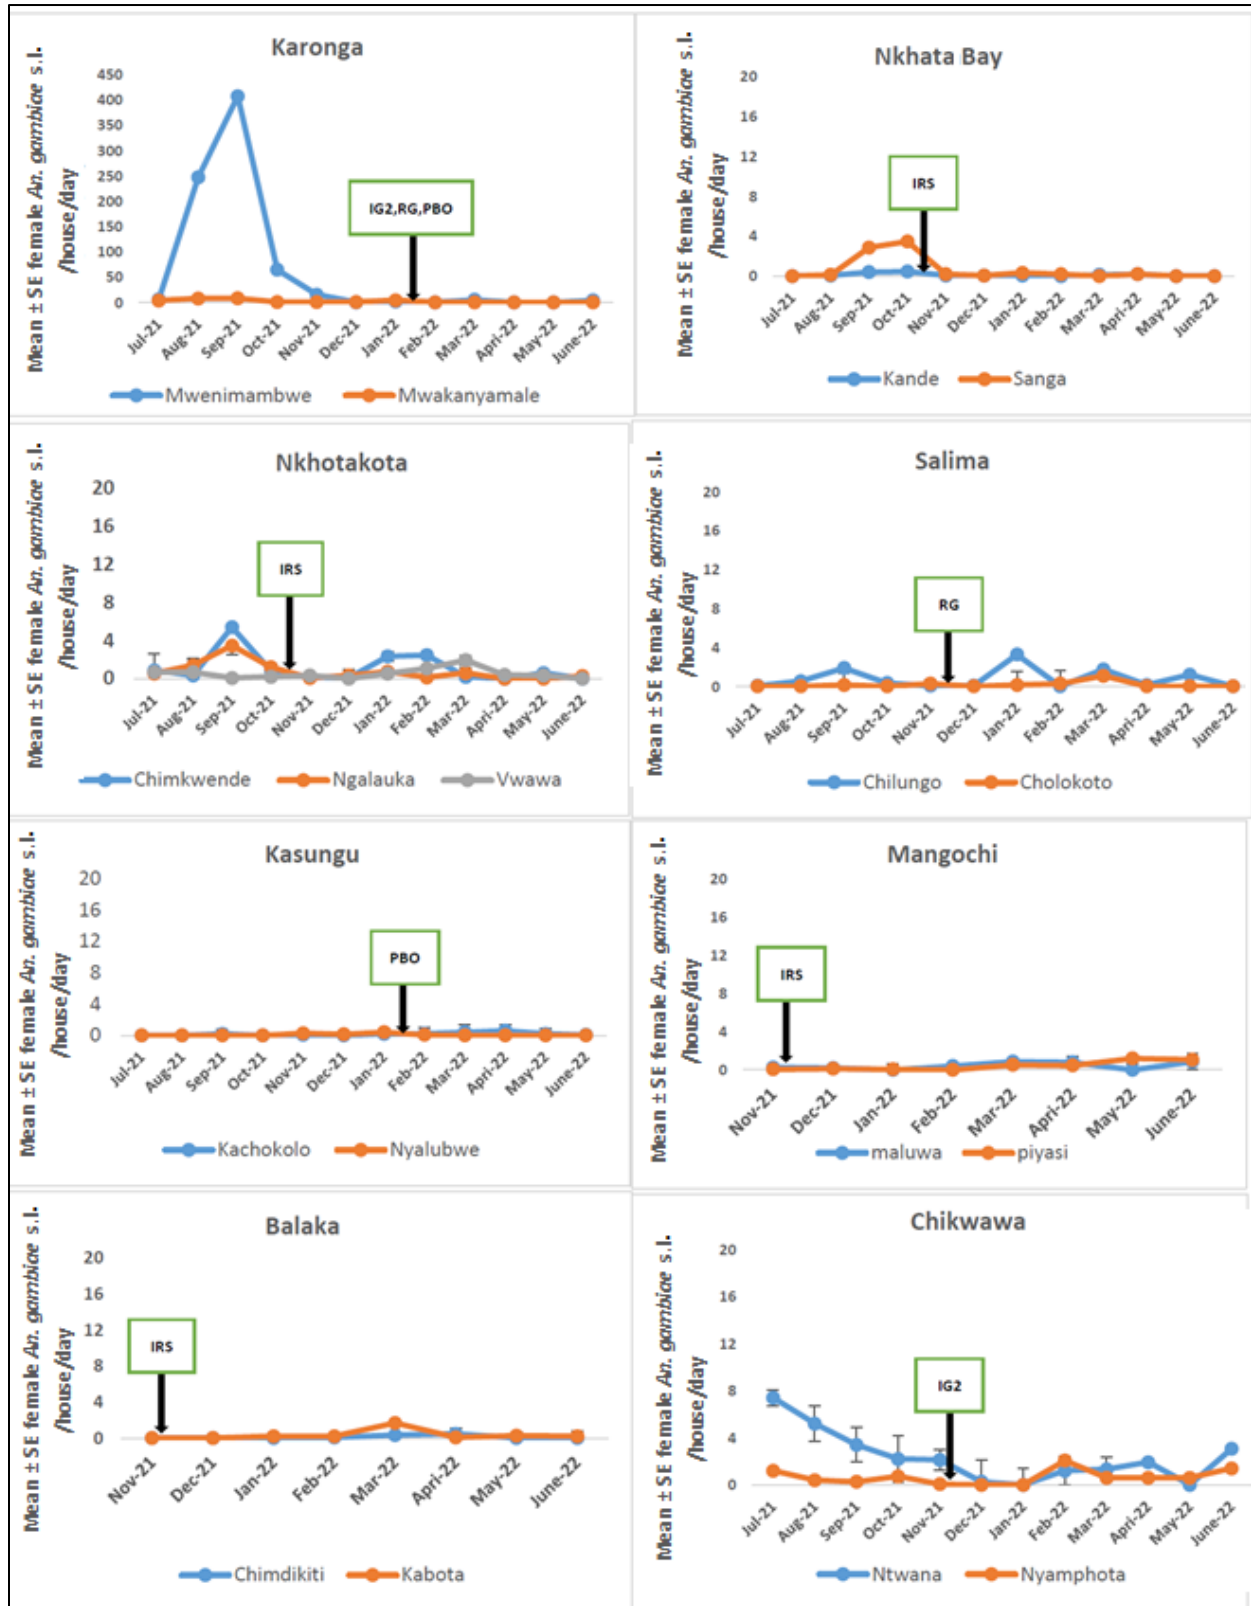 Karonga
Mean ± SE female An. gambiae s.l.
/house/day
450
400
350
300
250
200
150
100
50
0
IG2,RG,PBO
Jul-21 Aug-21 Sep-21 Oct-21 Nov-21 Dec-21 Jan-22 Feb-22 Mar-22 Apri-22 May-22 June-22
Mwenimambwe Mwakanyamale
Nkhata Bay
Mean ± SE female An. gambiae s.l.
/house/day
20
16
12
8
4
0
IRS
Jul-21 Aug-21 Sep-21 Oct-21 Nov-21 Dec-21 Jan-22 Feb-22 Mar-22 Apri-22 May-22 June-22
Kande Sanga
Nkhotakota
Mean ± SE female An. gambiae s.l.
/house/day
20
16
12
8
4
0
IRS
Jul-21 Aug-21 Sep-21 Oct-21 Nov-21 Dec-21 Jan-22 Feb-22 Mar-22 Apri-22 May-22 June-22
Chimkwende Ngalauka Vwawa
Salima
Mean ± SE female An. gambiae s.l.
/house/day
20
16
12
8
4
0
RG
Jul-21 Aug-21 Sep-21 Oct-21 Nov-21 Dec-21 Jan-22 Feb-22 Mar-22 Apri-22 May-22 June-22
Chilungo Cholokoto
Kasungu
Mean ± SE female An. gambiae s.l.
/house/day
20
16
12
8
4
0
PBO
Jul-21 Aug-21 Sep-21 Oct-21 Nov-21 Dec-21 Jan-22 Feb-22 Mar-22 Apri-22 May-22 June-22
Kachokolo Nyalubwe
Mangochi
Mean ± SE female An. gambiae s.l.
/house/day
20
16
12
8
4
0
IRS
Nov-21 Dec-21 Jan-22 Feb-22 Mar-22 Apri-22 May-22 June-22
maluwa piyasi
Balaka
Mean ± SE female An. gambiae s.l.
/house/day
20
16
12
8
4
0
IRS
Nov-21 Dec-21 Jan-22 Feb-22 Mar-22 Apri-22 May-22 June-22
Chimdikiti Kabota
Chikwawa
Mean ± SE female An. gambiae s.l.
/house/day
20
16
12
8
4
0
IG2
Jul-21 Aug-21 Sep-21 Oct-21 Nov-21 Dec-21 Jan-22 Feb-22 Mar-22 Apri-22 May-22 June-22
Ntwana Nyamphota